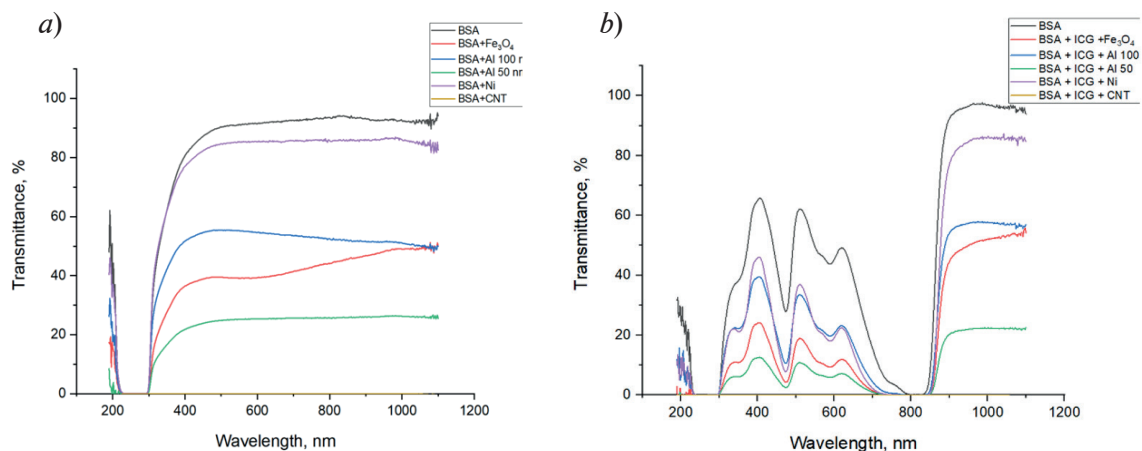 a)
BSA
BSA+Fe₃O₄
BSA+Al 100 r
BSA+Al 50 nr
BSA+Ni
BSA+CNT
Transmittance, %
100
80
60
40
20
0
200 400 600 800 1000 1200
Wavelength, nm
b)
BSA
BSA + ICG +Fe₃O₄
BSA + ICG + Al 100
BSA + ICG + Al 50
BSA + ICG + Ni
BSA + ICG + CNT
Transmittance, %
100
80
60
40
20
0
200 400 600 800 1000 1200
Wavelength, nm